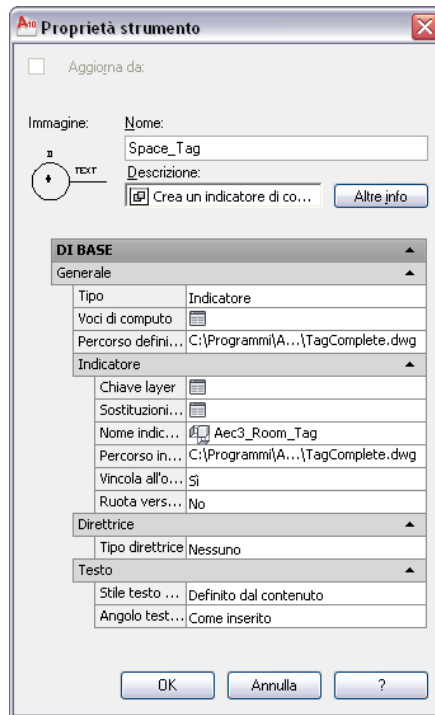 A10 Proprietà strumento
Aggiorna da:
Immagine: Nome:
Space_Tag
TEXT
Descrizione:
Crea un indicatore di co... Altre info
DI BASE
Generale
Tipo Indicatore
Voci di computo
Percorso defini... C:\Programmi\A...\TagComplete.dwg
Indicatore
Chiave layer
Sostituzioni...
Nome indic... Aec3_Room_Tag
Percorso in... C:\Programmi\A...\TagComplete.dwg
Vincola all'o... Sì
Ruota vers... No
Direttrice
Tipo direttrice Nessuno
Testo
Stile testo ... Definito dal contenuto
Angolo test... Come inserito
OK Annulla ?